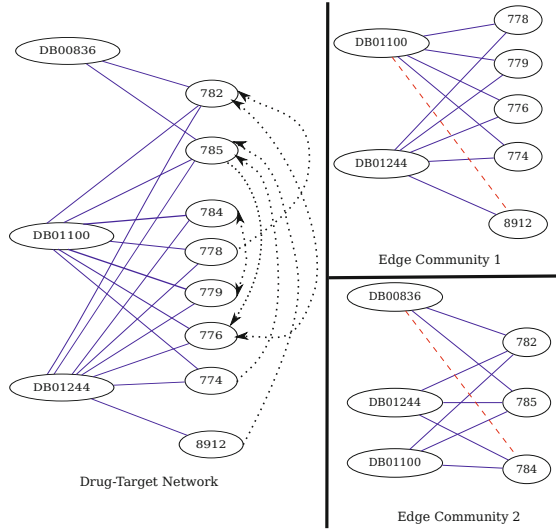 DB00836
782
785
784
DB01100
778
779
776
774
DB01244
8912
Drug-Target Network
778
DB01100
779
776
774
DB01244
8912
Edge Community 1
DB00836
782
DB01244
785
DB01100
784
Edge Community 2